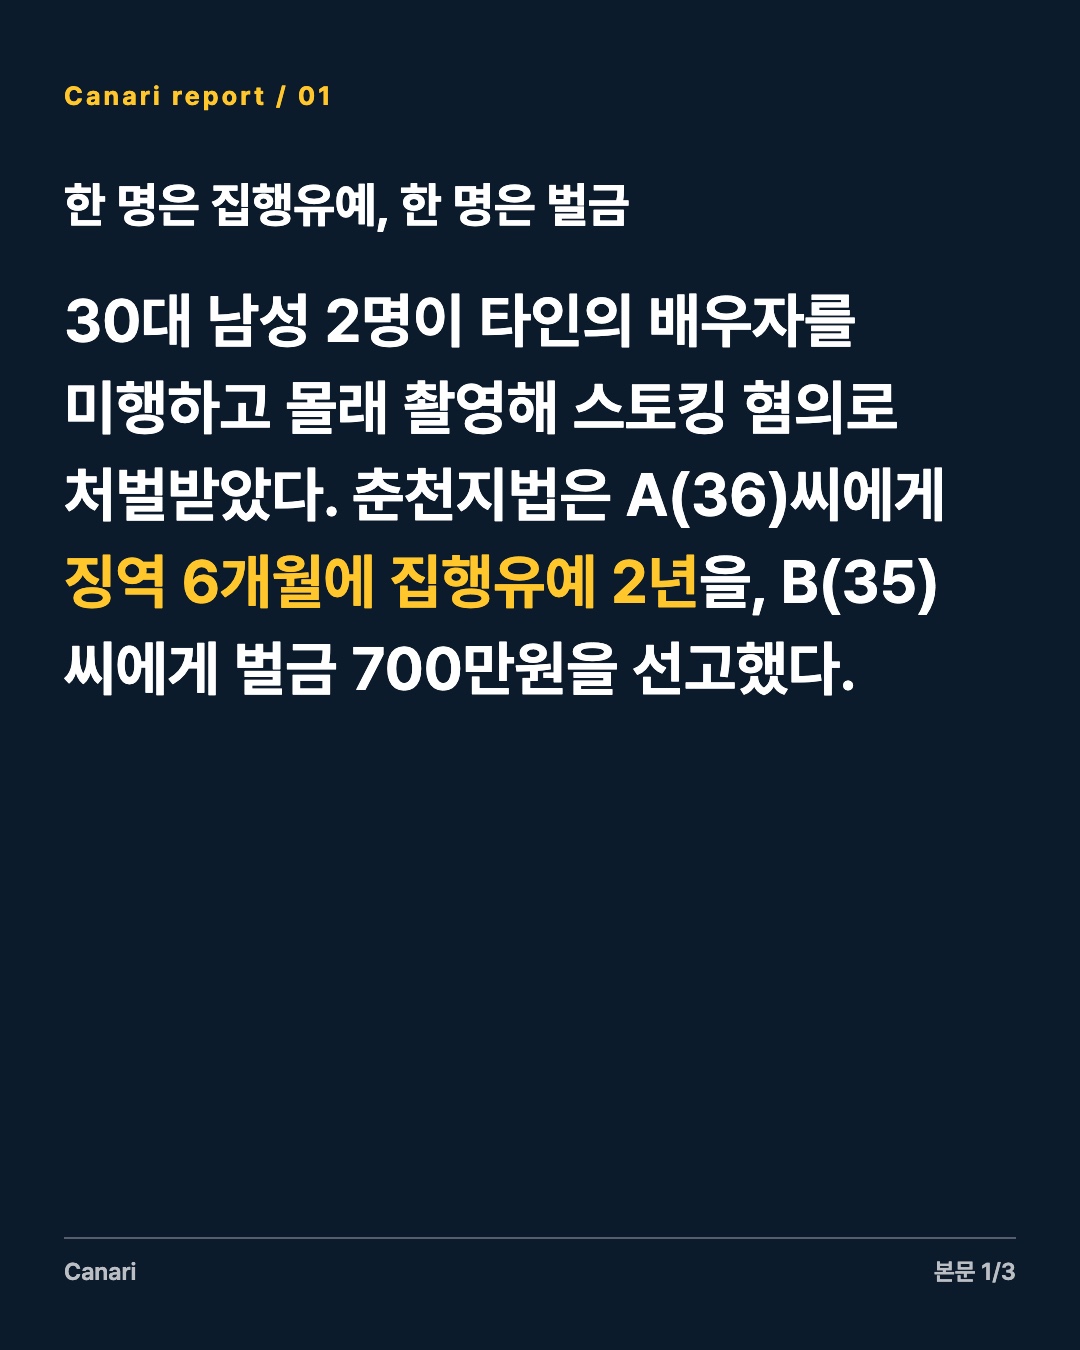 Canari report / 01
한 명은 집행유예, 한 명은 벌금
30대 남성 2명이 타인의 배우자를
미행하고 몰래 촬영해 스토킹 혐의로
처벌받았다. 춘천지법은 A(36)씨에게
징역 6개월에 집행유예 2년을, B(35)
씨에게 벌금 700만원을 선고했다.
Canari
본문 1/3